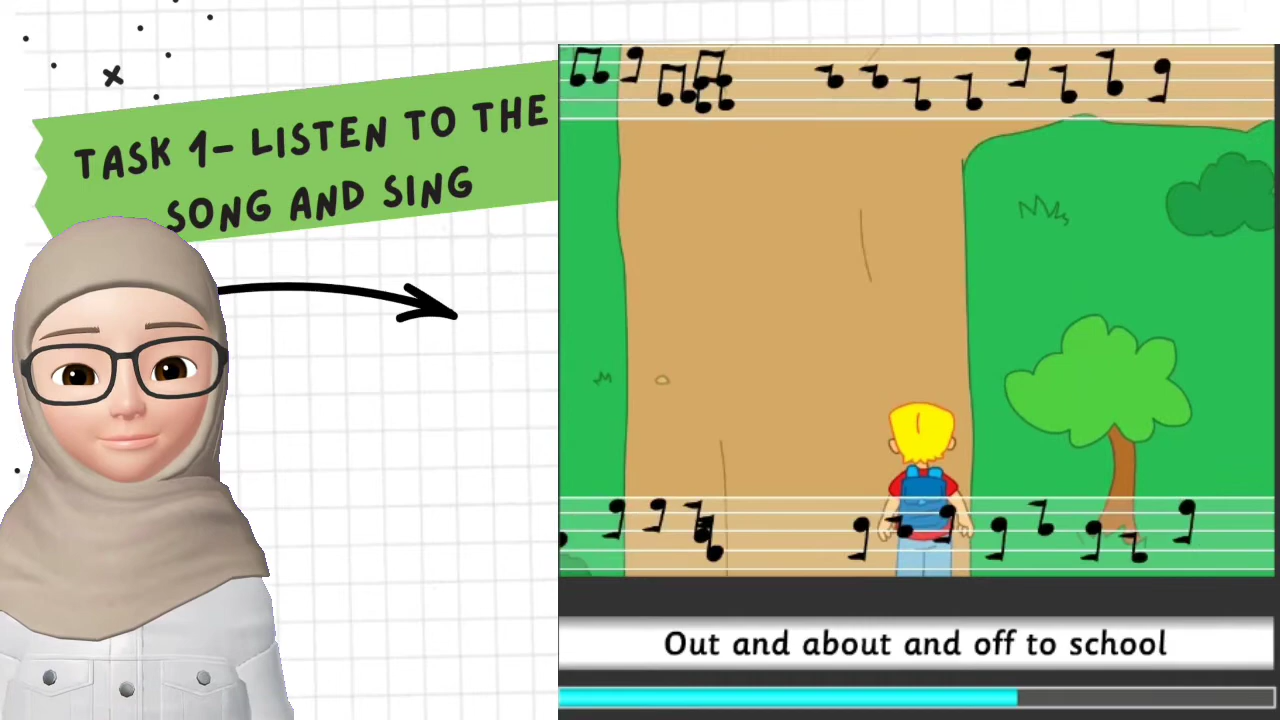 TASK 1- LISTEN TO THE
SONG AND SING
Out and about and off to school